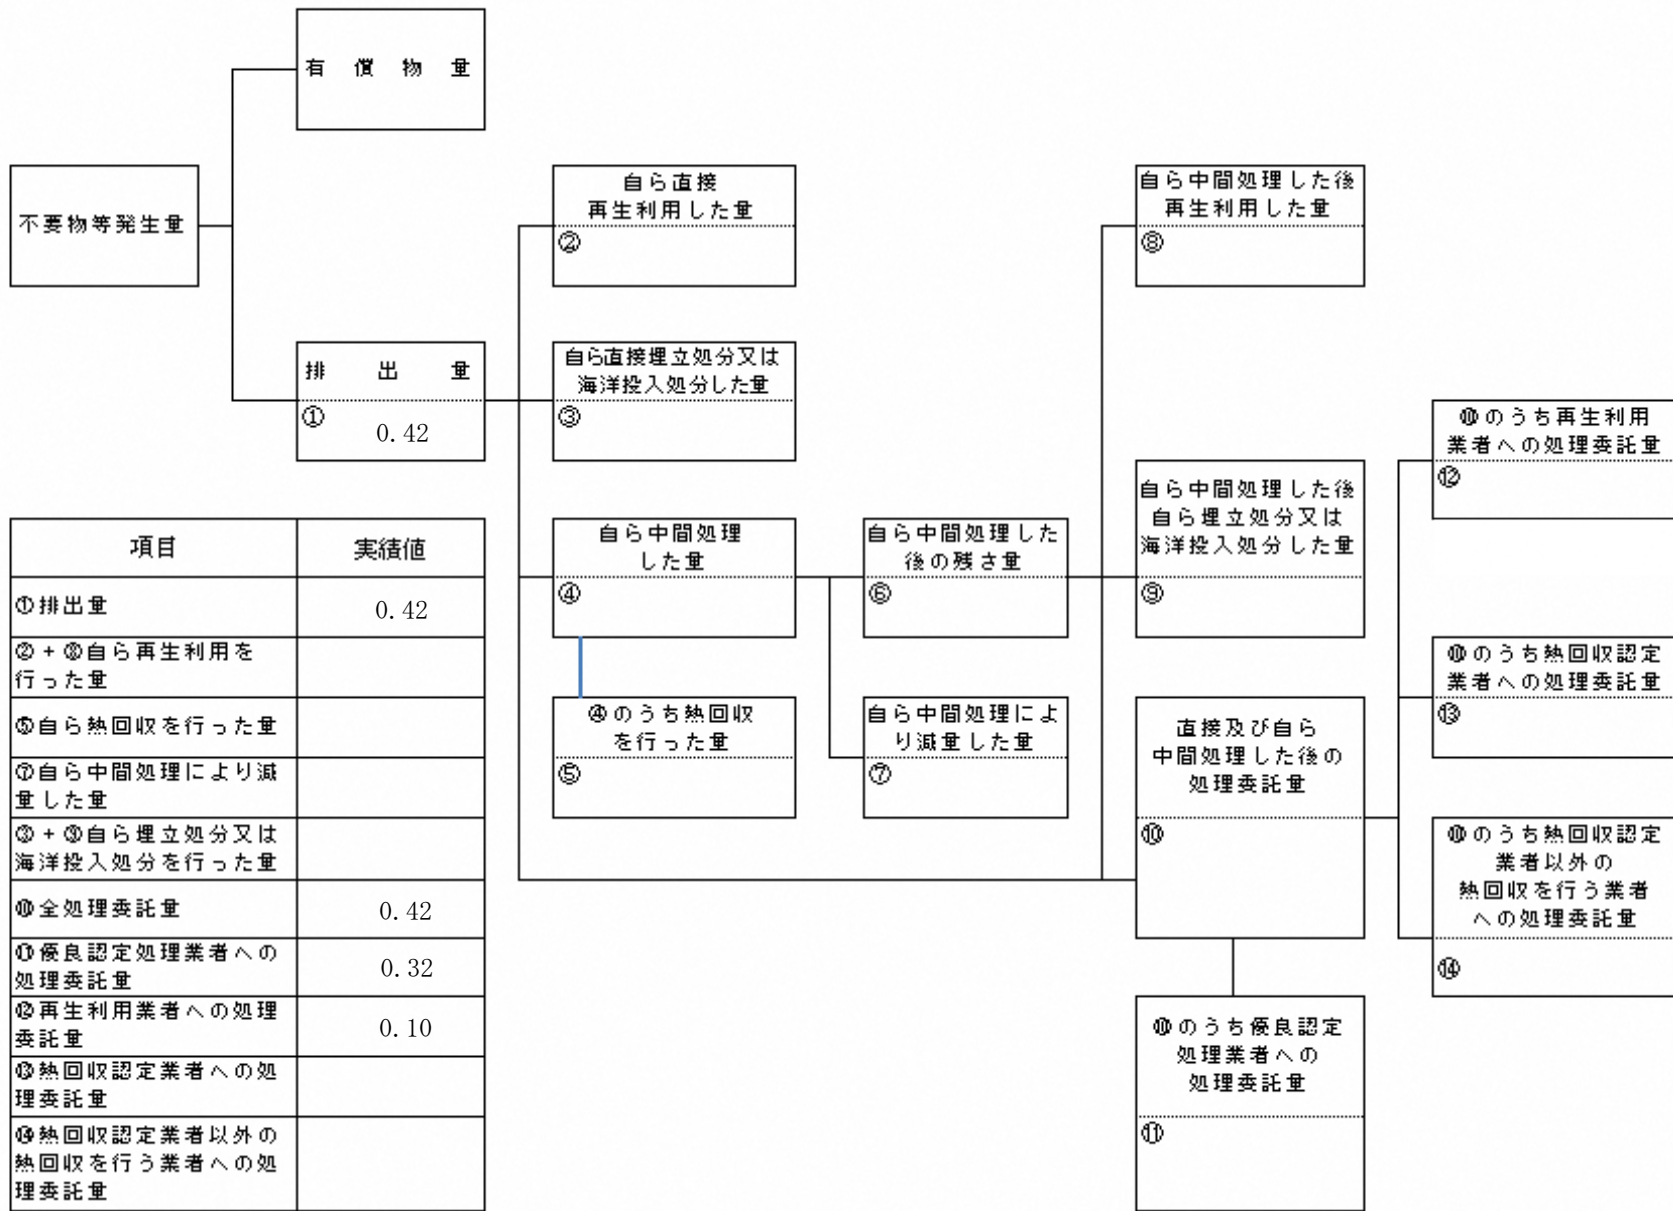 有償物量
不要物等発生量
排出量
① 0.42
自ら直接
再生利用した量
②
自ら直接埋立処分又は
海洋投入処分した量
③
自ら中間処理
した量
④
④のうち熱回収
を行った量
⑤
自ら中間処理した
後の残さ量
⑥
自ら中間処理によ
り減量した量
⑦
自ら中間処理した後
再生利用した量
⑧
自ら中間処理した後
自ら埋立処分又は
海洋投入処分した量
⑨
直接及び自ら
中間処理した後の
処理委託量
⑩
⑩のうち優良認定
処理業者への
処理委託量
⑪
⑩のうち再生利用
業者への処理委託量
⑫
⑩のうち熱回収認定
業者への処理委託量
⑬
⑩のうち熱回収認定
業者以外の
熱回収を行う業者
への処理委託量
⑭
項目 実績値
①排出量 0.42
②+⑧自ら再生利用を
行った量
⑤自ら熱回収を行った量
⑦自ら中間処理により減
量した量
③+⑨自ら埋立処分又は
海洋投入処分を行った量
⑩全処理委託量 0.42
⑪優良認定処理業者への
処理委託量 0.32
⑫再生利用業者への処理
委託量 0.10
⑬熱回収認定業者への処
理委託量
⑭熱回収認定業者以外の
熱回収を行う業者への処
理委託量